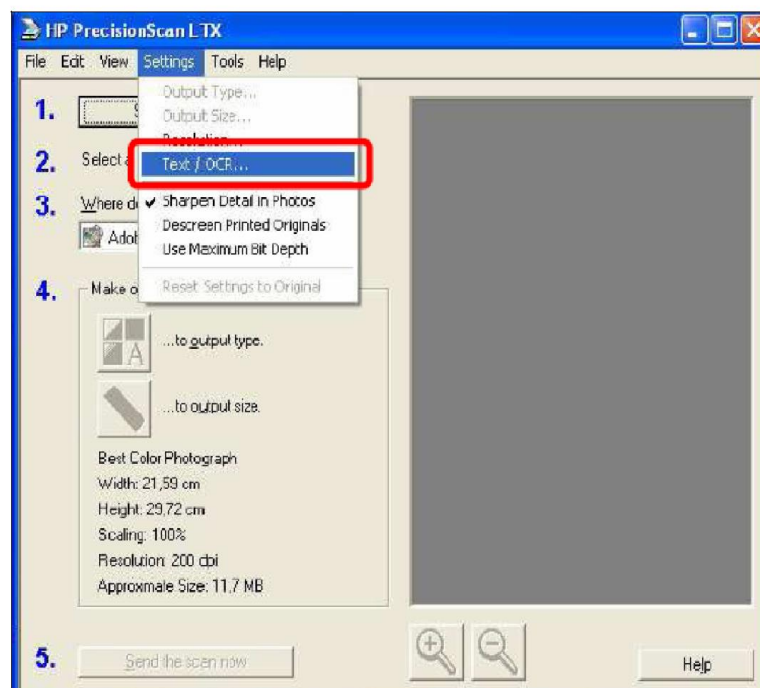 HP PrecisionScan LTX
File Edit View Settings Tools Help
Output Type...
Output Size...
Resolution...
Text / OCR...
Sharpen Detail in Photos
Descreen Printed Originals
Use Maximum Bit Depth
Reset Settings to Original
1.
2. Select
3. Where d
Adob
4. Make o
...to output type.
A
...to output size.
Best Color Photograph
Width: 21,59 cm
Height: 29,72 cm
Scaling: 100%
Resolution: 200 dpi
Approximate Size: 11,7 MB
5. Send the scan now
Help